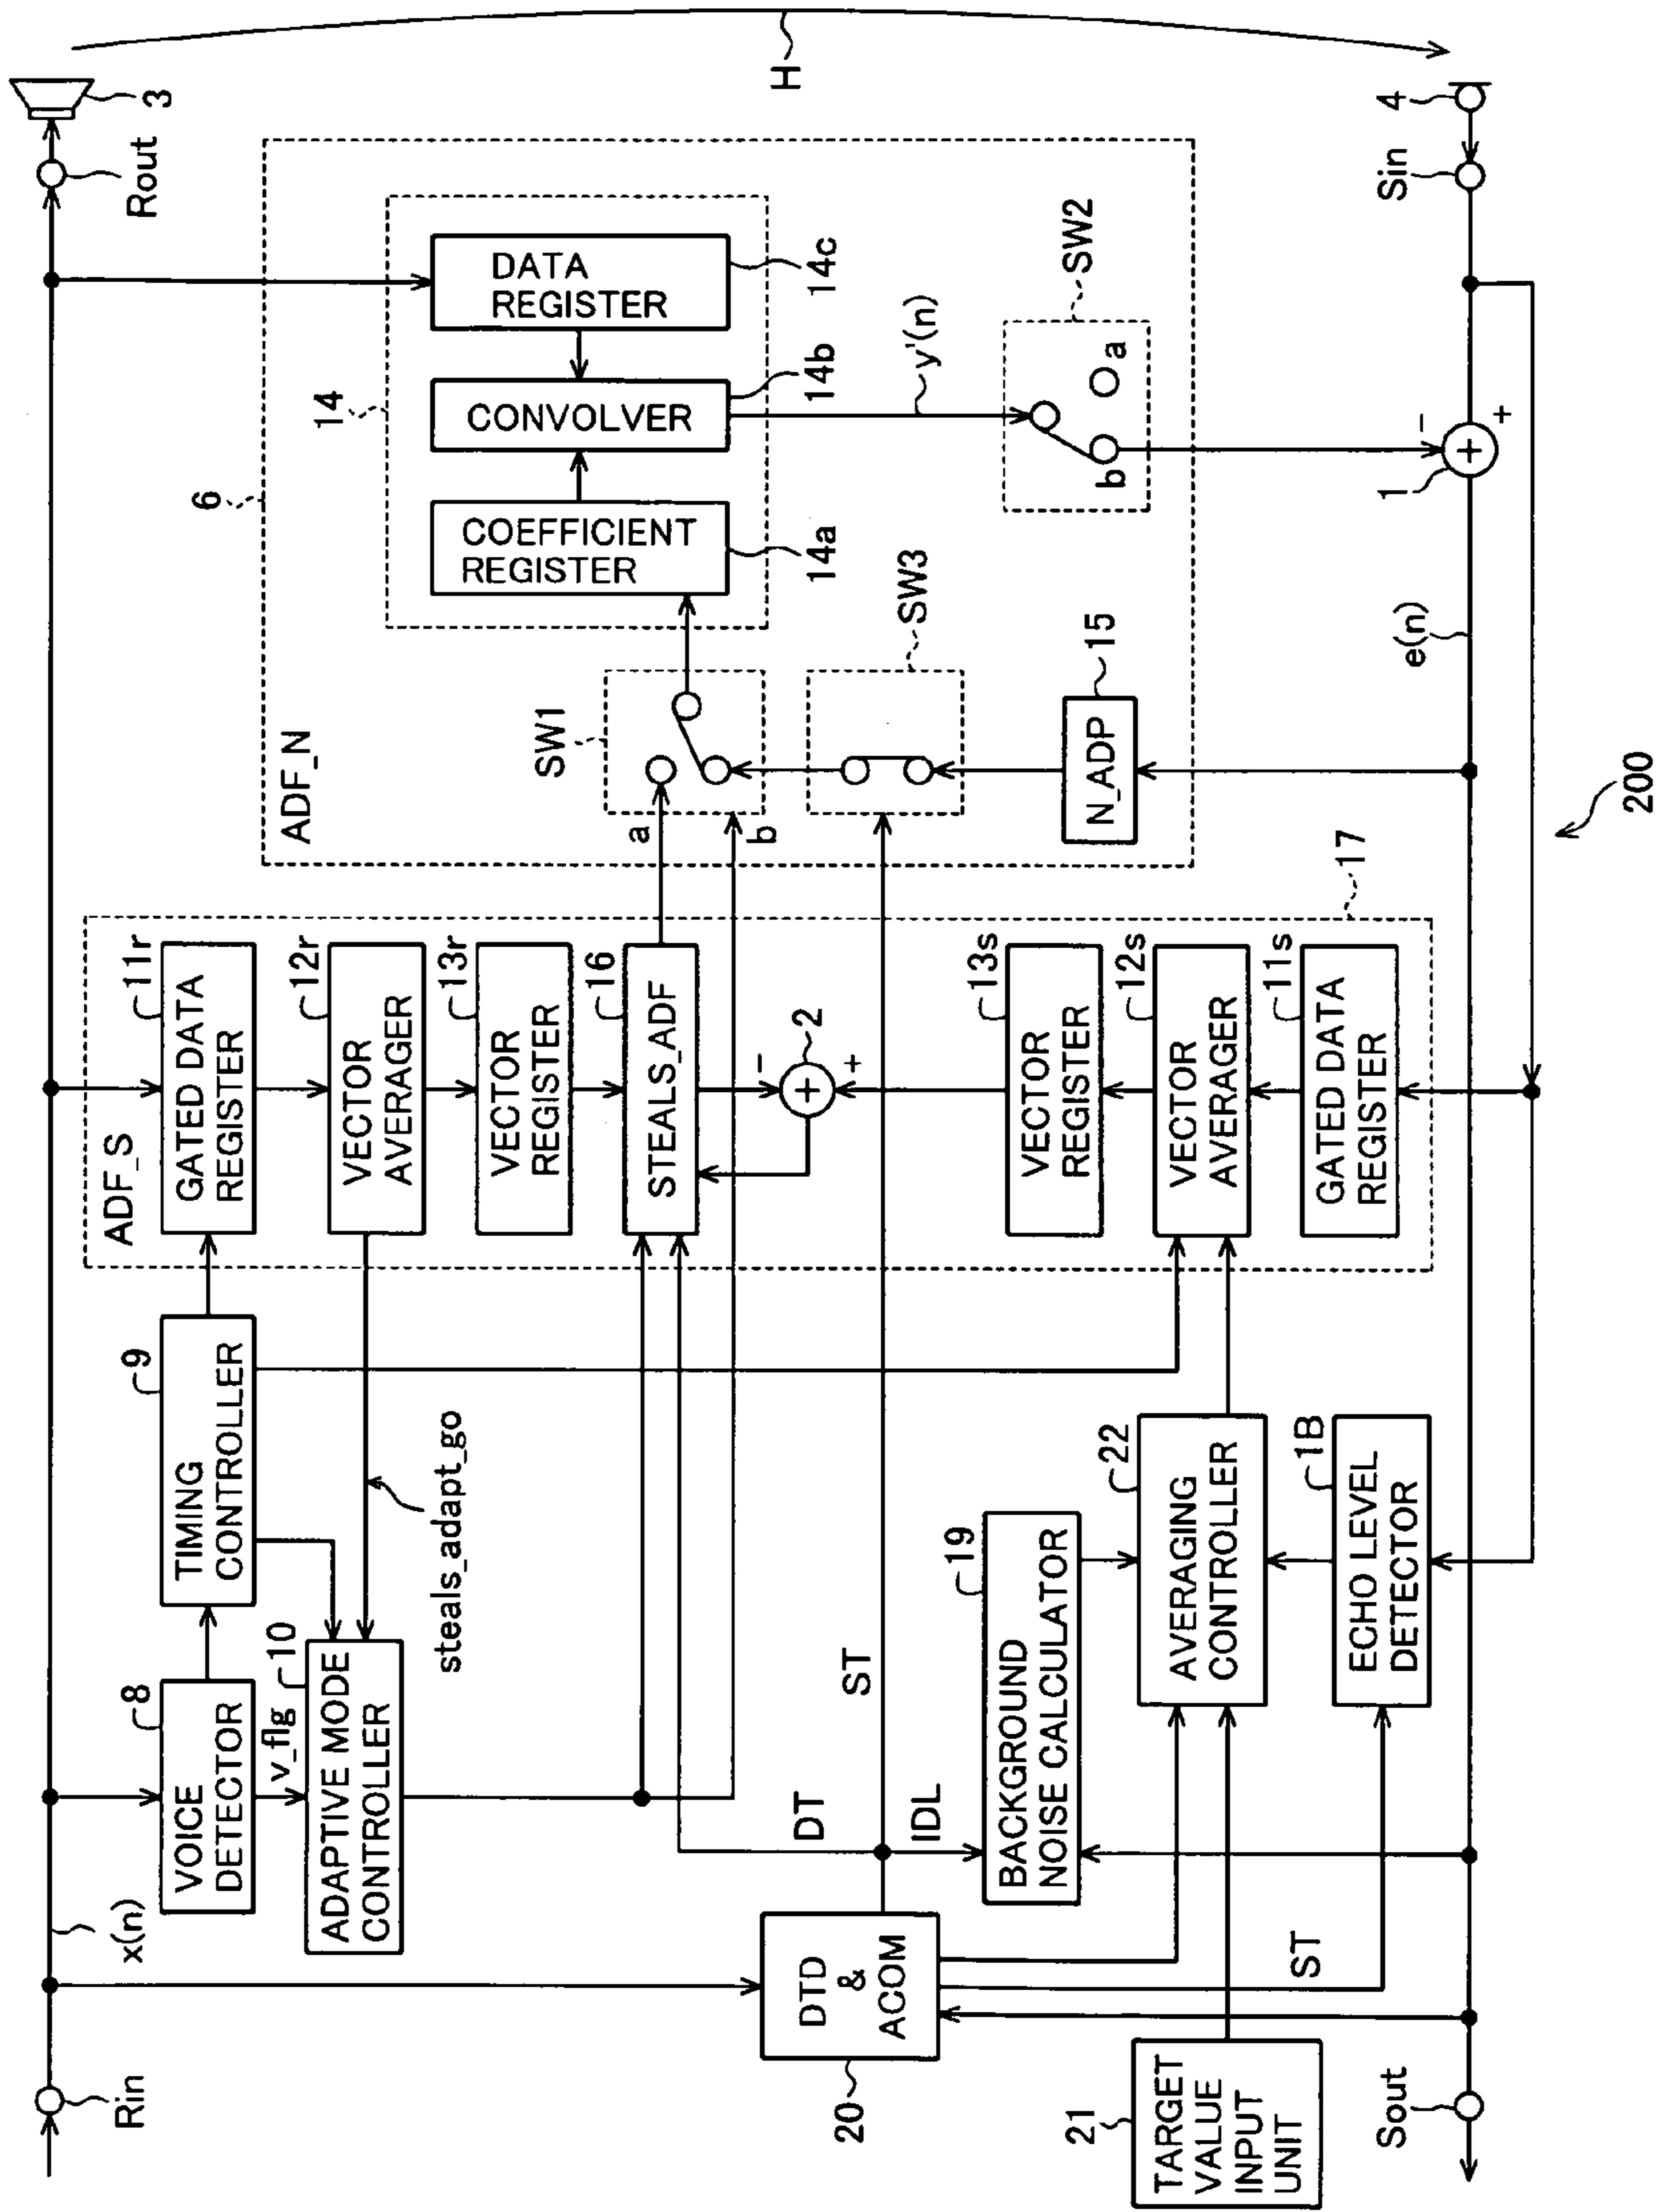 Rin
x(n)
Rout
3
H
VOICE
DETECTOR
8
v_flg
TIMING
CONTROLLER
9
ADAPTIVE MODE
CONTROLLER
10
steals_adapt_go
ADF_S
GATED DATA
REGISTER
11r
VECTOR
AVERAGER
12r
VECTOR
REGISTER
13r
STEALS_ADF
16
-
+
2
+
VECTOR
REGISTER
13s
VECTOR
AVERAGER
12s
GATED DATA
REGISTER
11s
17
ADF_N
6
14
DATA
REGISTER
14c
CONVOLVER
14b
COEFFICIENT
REGISTER
14a
SW1
a
b
SW3
N_ADP
15
y'(n)
SW2
a
b
DTD
&
ACOM
20
DT
ST
IDL
BACKGROUND
NOISE CALCULATOR
19
AVERAGING
CONTROLLER
22
ECHO LEVEL
DETECTOR
1B
ST
TARGET
VALUE
INPUT
UNIT
21
Sout
e(n)
-
+
+
1
Sin
4
200